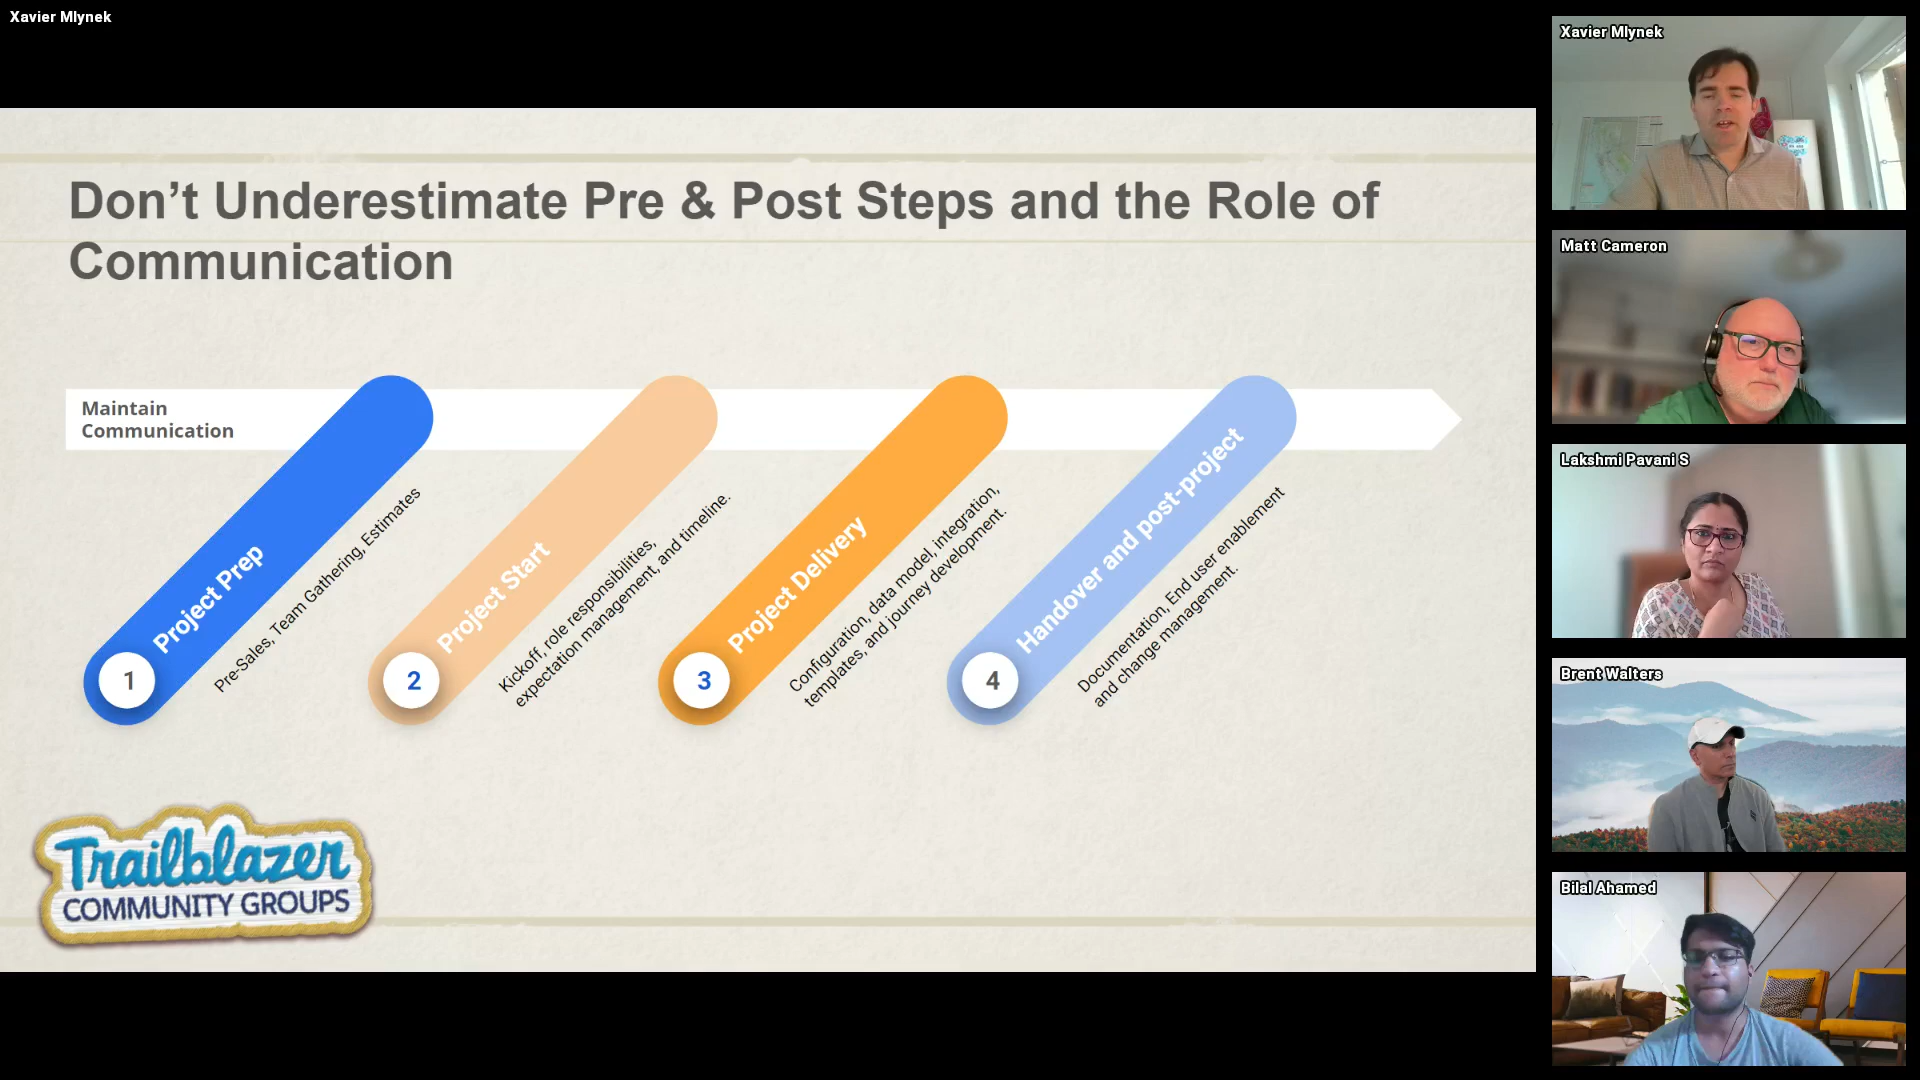 Xavier Mlynek
Don’t Underestimate Pre & Post Steps and the Role of
Communication
Maintain
Communication
1
Project Prep
Pre-Sales, Team Gathering, Estimates
2
Project Start
Kickoff, role responsibilities,
expectation management, and timeline.
3
Project Delivery
Configuration, data model, integration,
templates, and journey development.
4
Handover and post-project
Documentation, End user enablement
and change management.
Trailblazer
COMMUNITY GROUPS
Xavier Mlynek
Matt Cameron
Lakshmi Pavani S
Brent Walters
Bilal Ahamed